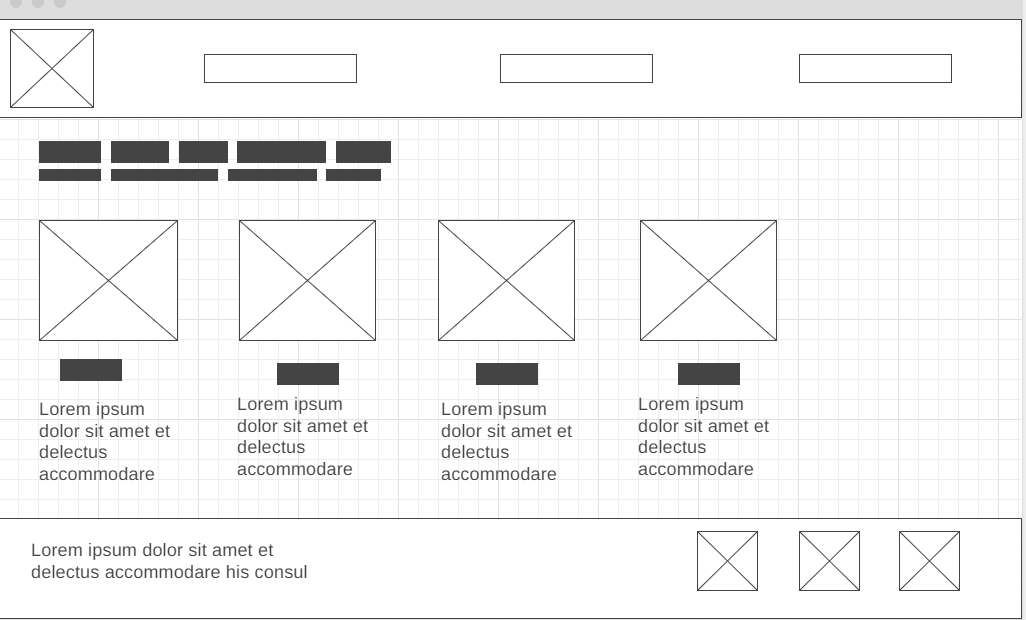 Lorem ipsum
dolor sit amet et
delectus
accommodare
Lorem ipsum
dolor sit amet et
delectus
accommodare
Lorem ipsum
dolor sit amet et
delectus
accommodare
Lorem ipsum
dolor sit amet et
delectus
accommodare
Lorem ipsum dolor sit amet et
delectus accommodare his consul